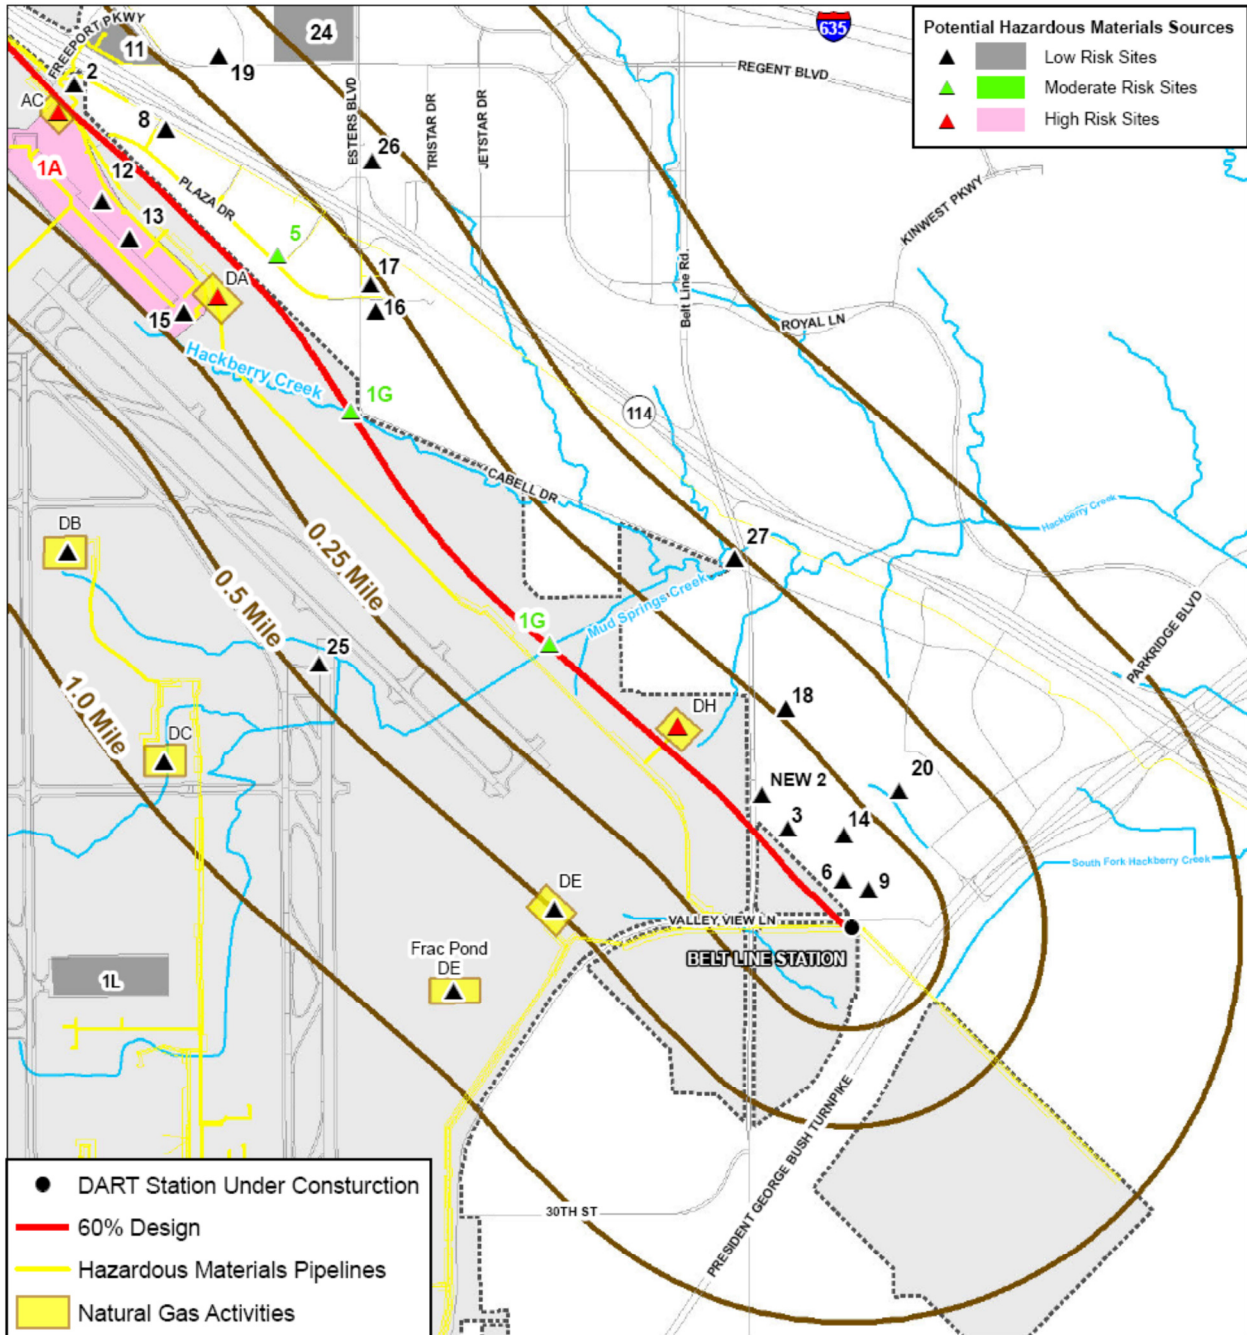 Potential Hazardous Materials Sources
Low Risk Sites
Moderate Risk Sites
High Risk Sites
FREEPORT PKWY
11
24
635
2
19
REGENT BLVD
AC
8
ESTERS BLVD
TRISTAR DR
JETSTAR DR
26
1A
12
PLAZA DR
KINWEST PKWY
13
5
17
Belt Line Rd.
DA
15
16
ROYAL LN
Hackberry Creek
1G
114
CABELL DR
Hackberry Creek
DB
0.25 Mile
27
0.5 Mile
Mud Springs Creek
1G
25
PARKRIDGE BLVD
1.0 Mile
18
DH
DC
NEW 2
20
3
14
South Fork Hackberry Creek
6
9
DE
VALLEY VIEW LN
BELT LINE STATION
Frac Pond
DE
1L
PRESIDENT GEORGE BUSH TURNPIKE
30TH ST
DART Station Under Consturction
60% Design
Hazardous Materials Pipelines
Natural Gas Activities